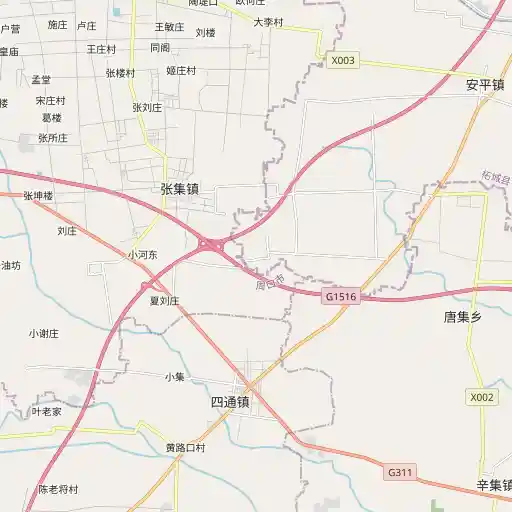 陶堤口
欧阿庄
户营
施庄
卢庄
王敏庄
刘楼
大李村
皇庙
王庄村
同阁
X003
孟堂
张楼村
姬庄村
安平镇
楼
宋庄村
葛楼
张刘庄
张所庄
柘城县
张坤楼
张集镇
刘庄
小河东
油坊
周口市
夏刘庄
G1516
唐集乡
小谢庄
小集
四通镇
X002
叶老家
黄路口村
G311
辛集镇
陈老将村